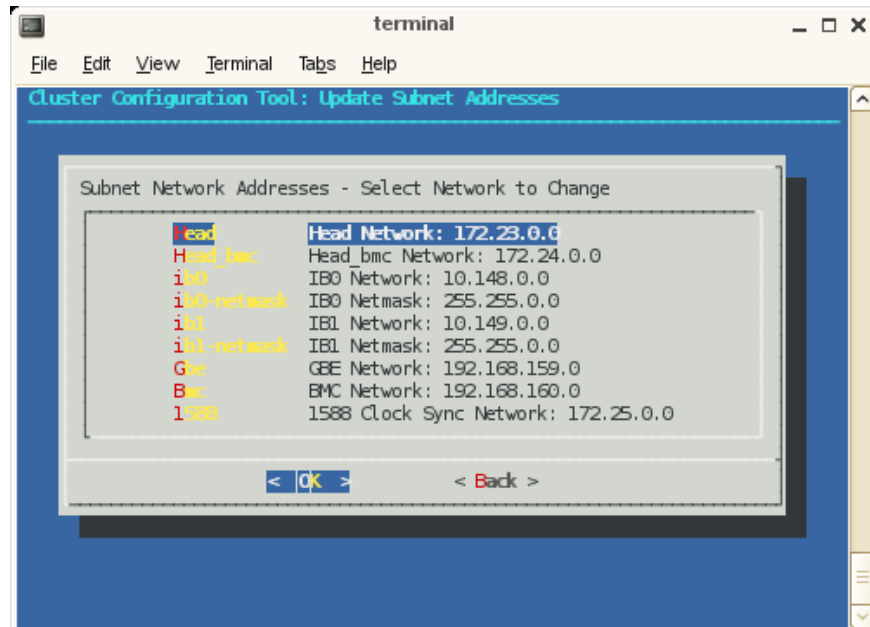 terminal
File Edit View Terminal Tabs Help
Cluster Configuration Tool: Update Subnet Addresses
Subnet Network Addresses - Select Network to Change
Head Head Network: 172.23.0.0
Head_bmc Head_bmc Network: 172.24.0.0
ib0 IB0 Network: 10.148.0.0
ib0-netmask IB0 Netmask: 255.255.0.0
ib1 IB1 Network: 10.149.0.0
ib1-netmask IB1 Netmask: 255.255.0.0
Gbe GBE Network: 192.168.159.0
Bmc BMC Network: 192.168.160.0
1588 1588 Clock Sync Network: 172.25.0.0
< OK > < Back >